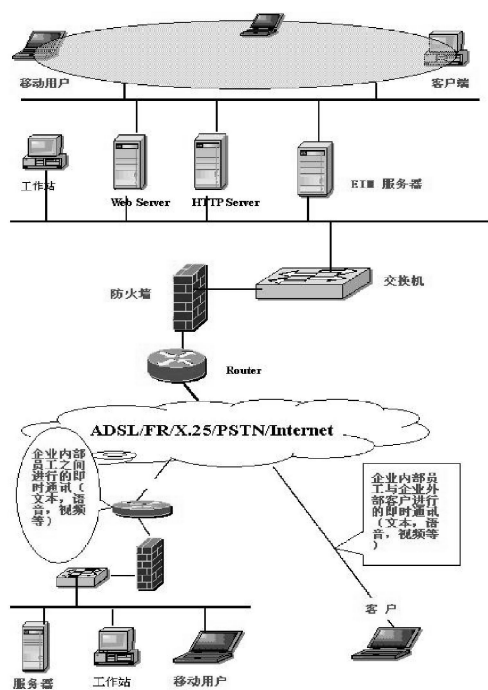 移动用户
客户端
工作站
Web Server
HTTP Server
EIM 服务器
防火墙
交换机
Router
ADSL/FR/X.25/PSTN/Internet
企业内部
员工之间
进行的即
时通讯（
文本，语
音，视频
等）
企业内部员
工与企业外
部客户进行
的即时通讯
（文本，语
音，视频等
）
客 户
服务器
工作站
移动用户